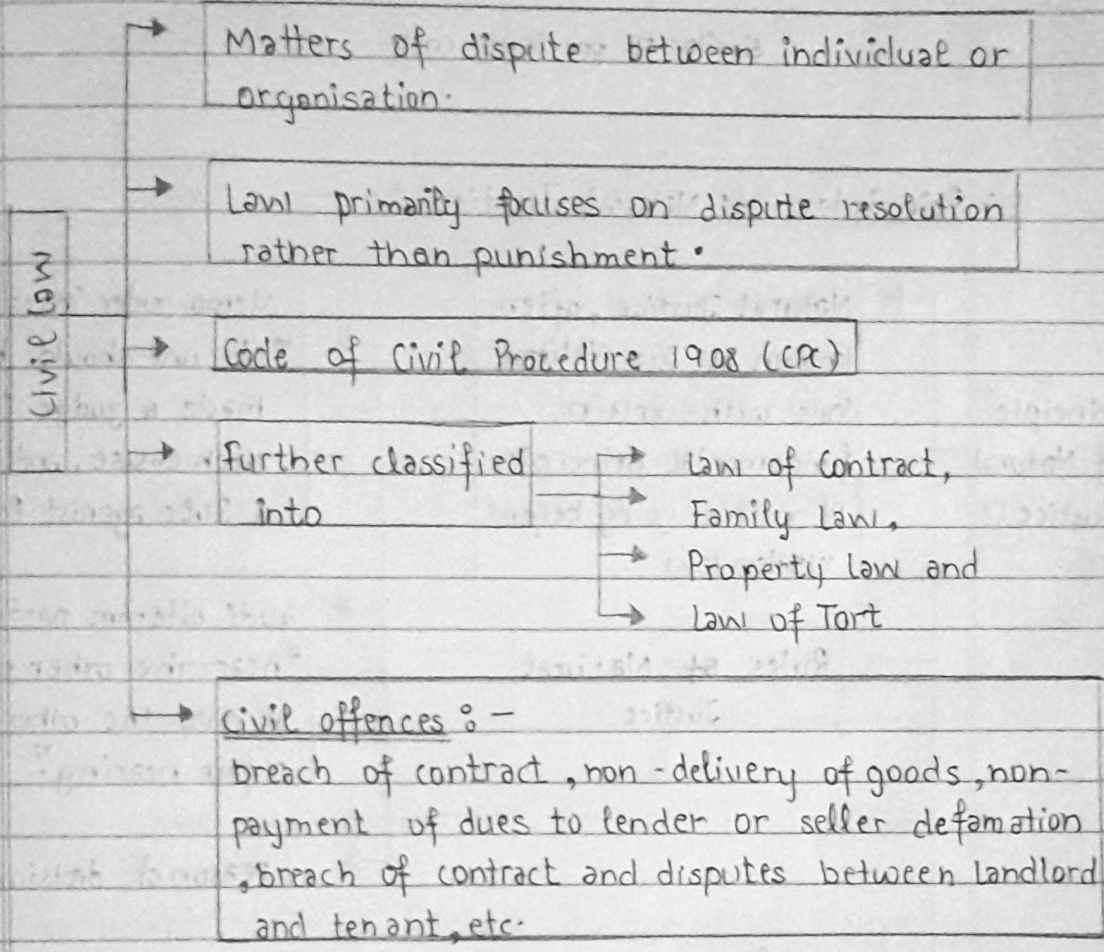 Matters of dispute between individual or
organisation.
Law primarily focuses on dispute resolution
rather than punishment.
Civil Law
Code of Civil Procedure 1908 (CPC)
further classified
into
Law of Contract,
Family Law,
Property Law and
Law of Tort
Civil offences :-
breach of contract, non-delivery of goods, non-
payment of dues to lender or seller defamation
, breach of contract and disputes between landlord
and tenant, etc.